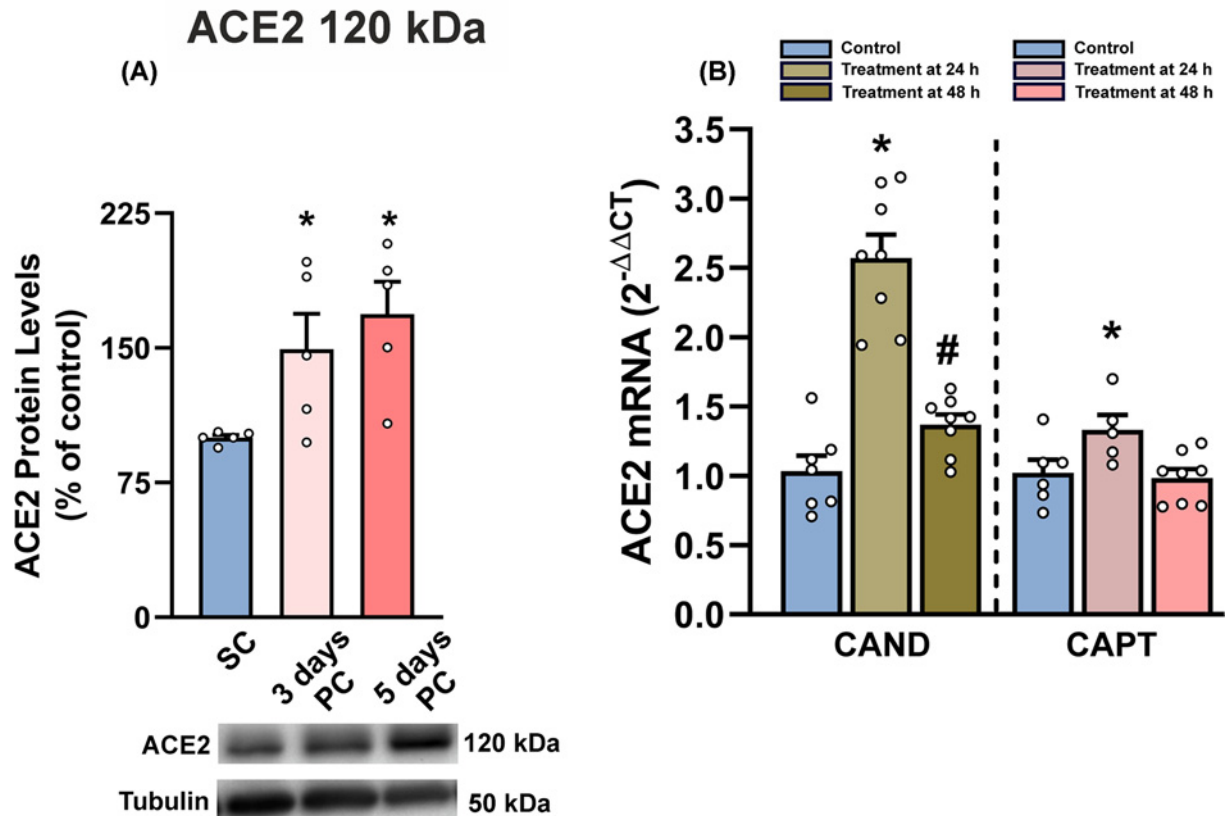 ACE2 120 kDa
(A)
ACE2 Protein Levels
(% of control)
225
150
75
0
*
*
SC
3 days
PC
5 days
PC
ACE2
120 kDa
Tubulin
50 kDa
(B)
Control
Treatment at 24 h
Treatment at 48 h
Control
Treatment at 24 h
Treatment at 48 h
ACE2 mRNA (2^-ΔΔCT)
3.5
3.0
2.5
2.0
1.5
1.0
0.5
0.0
*
#
*
CAND
CAPT